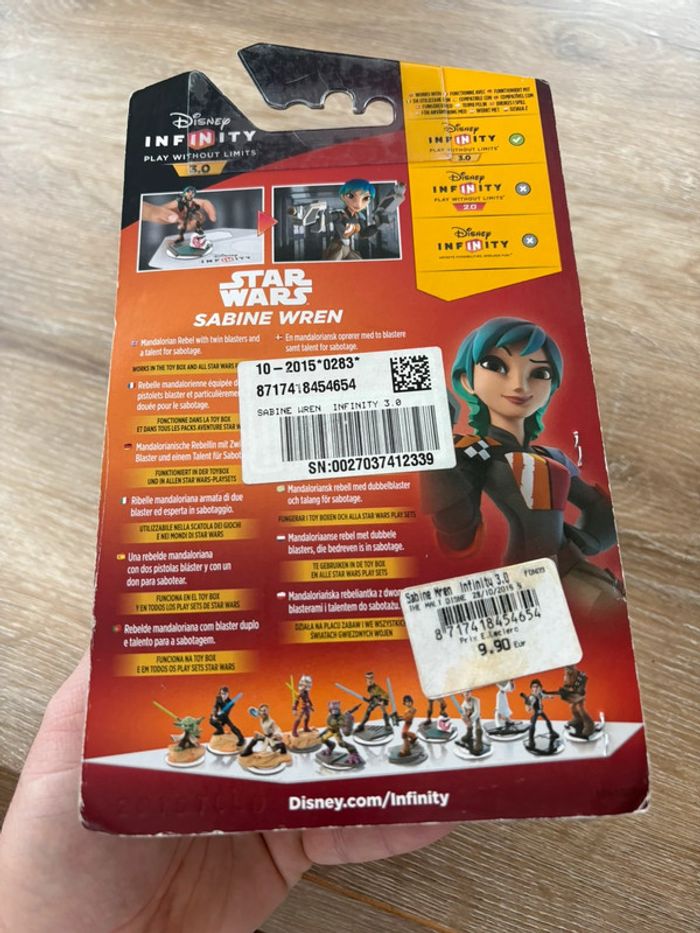 Disney
INFINITY
PLAY WITHOUT LIMITS
3.0
Disney
INFINITY
PLAY WITHOUT LIMITS
3.0
Disney
INFINITY
PLAY WITHOUT LIMITS
2.0
Disney
INFINITY
STAR
WARS
SABINE WREN
Mandalorian Rebel with twin blasters and
a talent for sabotage.
WORKS IN THE TOY BOX AND ALL STAR WARS
Rebelle mandalorienne équipée d
pistolets blaster et particulièremen
douée pour le sabotage.
FONCTIONNE DANS LA TOY BOX
ET DANS TOUS LES PACKS AVENTURE STAR
Mandalorianische Rebellin mit Zwi
Blaster und einem Talent für Sabot
FUNKTIONIERT IN DER TOYBOX
UND IN ALLEN STAR WARS-PLAYSETS
Ribelle mandaloriana armata di due
blaster ed esperta in sabotaggio.
UTILIZZABILE NELLA SCATOLA DEI GIOCHI
E NEI MONDI DI STAR WARS
Una rebelde mandaloriana
con dos pistolas bláster y con un
don para sabotear.
FUNCIONA EN EL TOY BOX
Y EN TODOS LOS PLAY SETS DE STAR WARS
Rebelde mandaloriana com blaster duplo
e talento para a sabotagem.
FUNCIONA NA TOY BOX
E EM TODOS OS PLAY SETS STAR WARS
En mandaloriansk oprører med to blastere
samt talent for sabotage.
10-2015*0283*
8717418454654
SABINE WREN INFINITY 3.0
SN:0027037412339
Mandaloriansk rebell med dubbelblaster
och talang för sabotage.
FUNGERAR I TOY BOXEN OCH ALLA STAR WARS PLAY SETS
Mandaloriaanse rebel met dubbele
blasters, die bedreven is in sabotage.
TE GEBRUIKEN IN DE TOY BOX
EN ALLE STAR WARS PLAY SETS
Mandaloriańska rebeliantka z dwom
blasterami i talentem do sabotażu.
DZIAŁA NA PLACU ZABAW I WE WSZYSTKIC
ŚWIATACH GWIEZDNYCH WOJEN
Sabine Wren Infinity 3.0
8717418454654
Prix E.Leclerc
9.90 Eur
Disney.com/Infinity